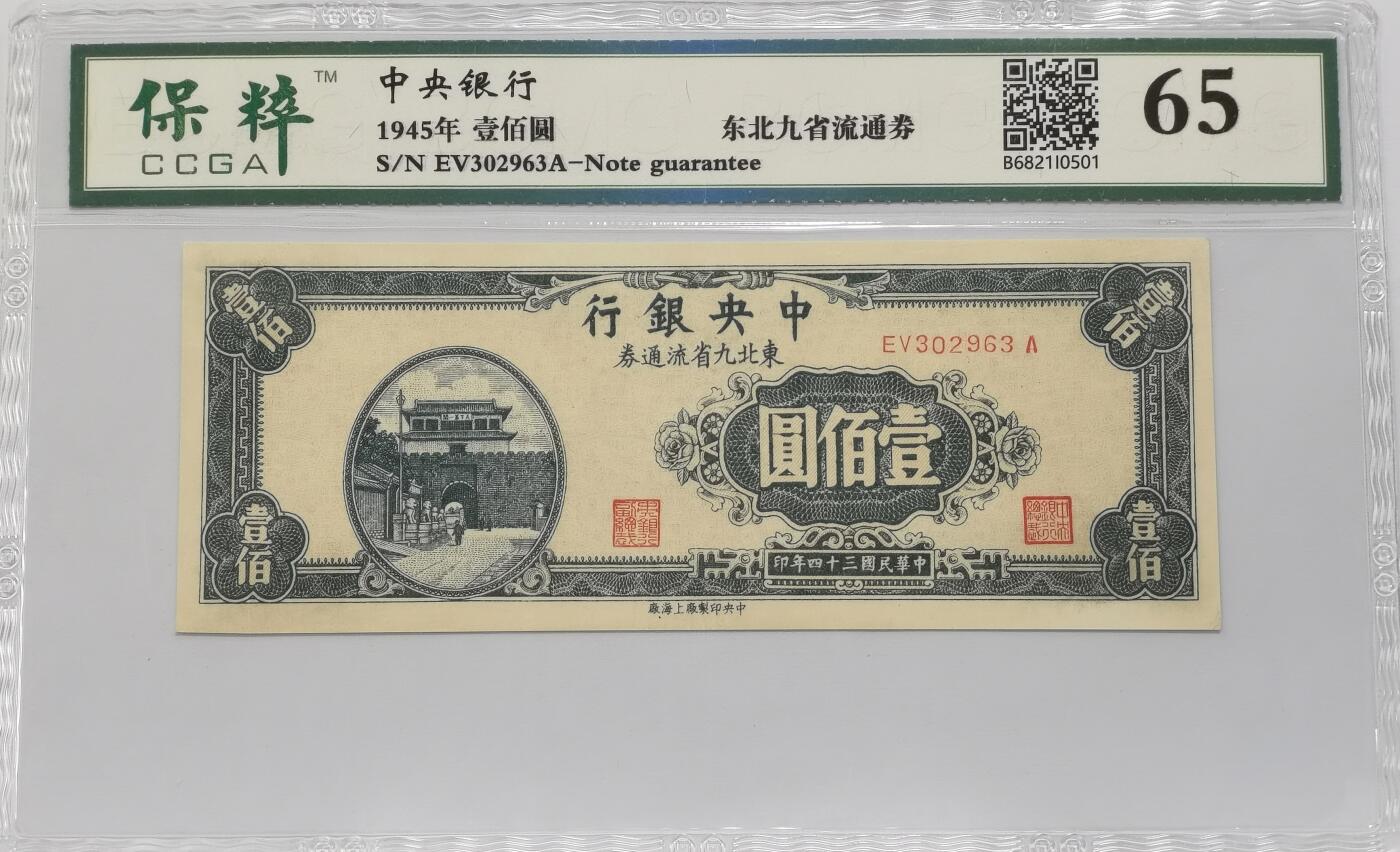 保粹™
CCGA
中央银行
1945年 壹佰圆
东北九省流通券
S/N EV302963A-Note guarantee
B6821I0501
65
壹佰
行銀央中
壹佰
券通流省九北東
EV302963 A
圓佰壹
壹佰
印年四十三國民華中
壹佰
廠海上廠製印央中